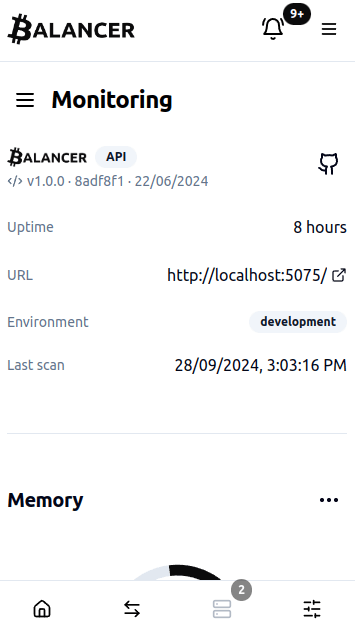 BALANCER
9+
Monitoring
BALANCER API
v1.0.0 · 8adf8f1 · 22/06/2024
Uptime 8 hours
URL http://localhost:5075/
Environment development
Last scan 28/09/2024, 3:03:16 PM
Memory
2